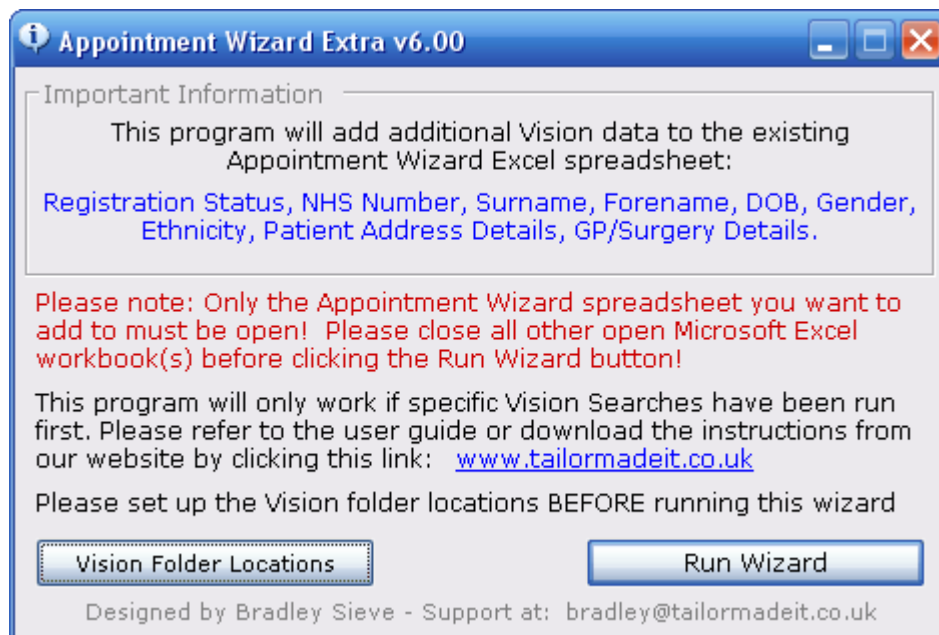 Appointment Wizard Extra v6.00
Important Information
This program will add additional Vision data to the existing
Appointment Wizard Excel spreadsheet:
Registration Status, NHS Number, Surname, Forename, DOB, Gender,
Ethnicity, Patient Address Details, GP/Surgery Details.
Please note: Only the Appointment Wizard spreadsheet you want to
add to must be open!  Please close all other open Microsoft Excel
workbook(s) before clicking the Run Wizard button!
This program will only work if specific Vision Searches have been run
first. Please refer to the user guide or download the instructions from
our website by clicking this link:   www.tailormadeit.co.uk
Please set up the Vision folder locations BEFORE running this wizard
Vision Folder Locations
Run Wizard
Designed by Bradley Sieve - Support at:  bradley@tailormadeit.co.uk